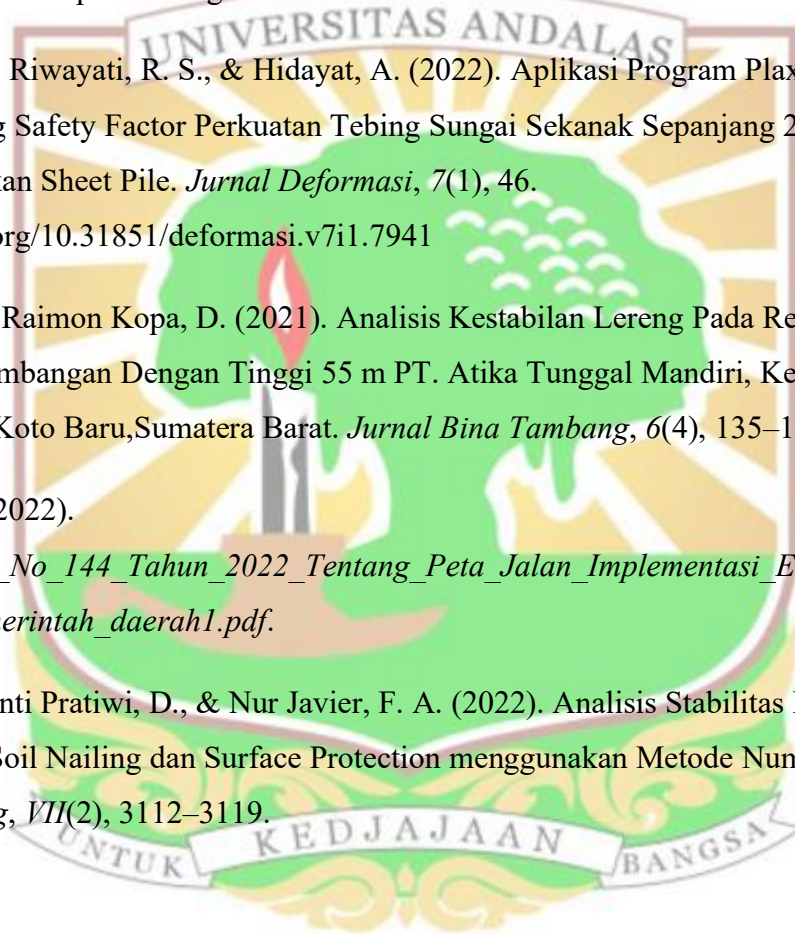 UNIVERSITAS ANDALAS
Riwayati, R. S., & Hidayat, A. (2022). Aplikasi Program Plax
g Safety Factor Perkuatan Tebing Sungai Sekanak Sepanjang 2
kan Sheet Pile. Jurnal Deformasi, 7(1), 46.
org/10.31851/deformasi.v7i1.7941
Raimon Kopa, D. (2021). Analisis Kestabilan Lereng Pada Re
mbangan Dengan Tinggi 55 m PT. Atika Tunggal Mandiri, Ke
Koto Baru,Sumatera Barat. Jurnal Bina Tambang, 6(4), 135–1
2022).
_No_144_Tahun_2022_Tentang_Peta_Jalan_Implementasi_E
erintah_daerah1.pdf.
nti Pratiwi, D., & Nur Javier, F. A. (2022). Analisis Stabilitas
Soil Nailing dan Surface Protection menggunakan Metode Num
g, VII(2), 3112–3119.
UNTUK KEDJAJAAN BANGSA